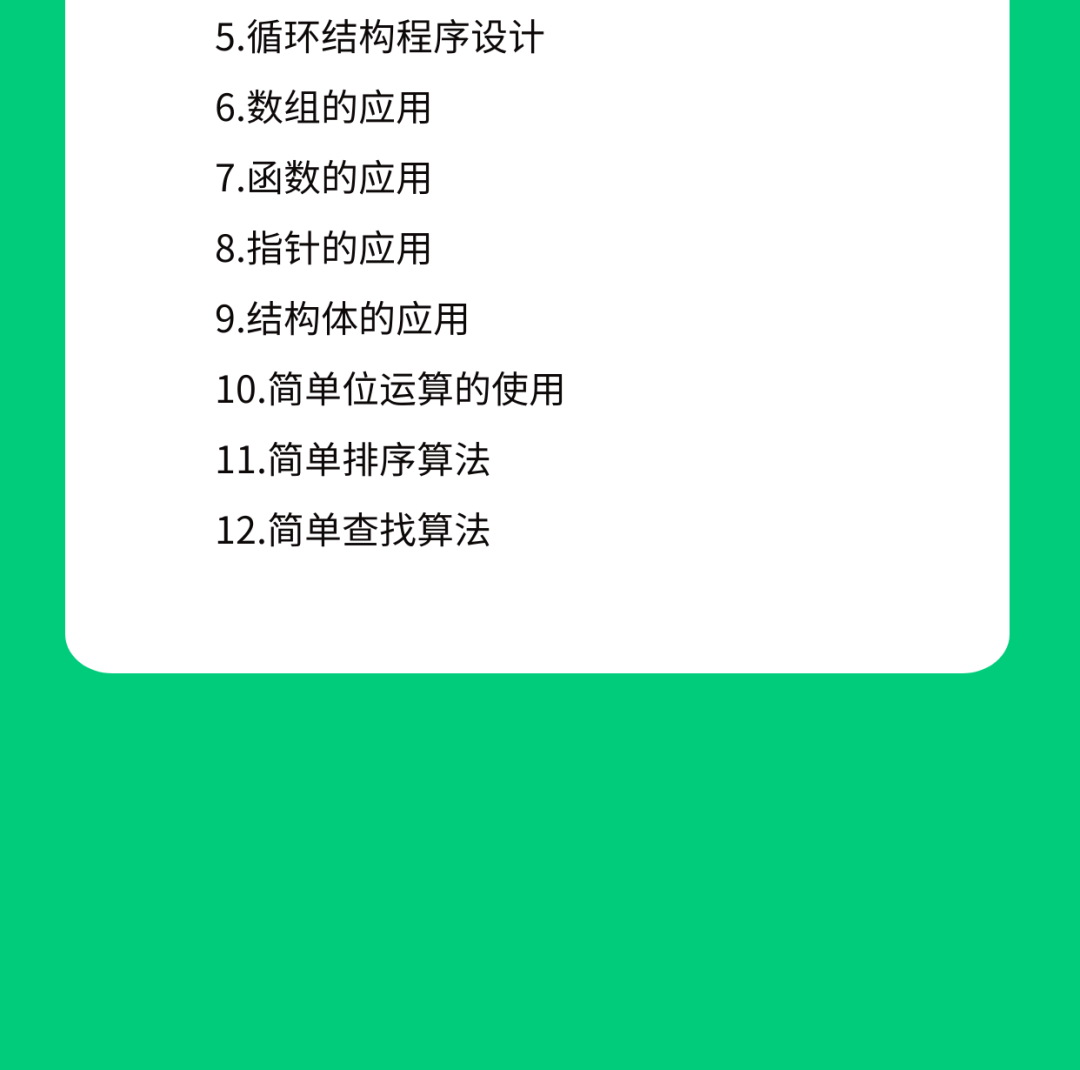 5.循环结构程序设计
6.数组的应用
7.函数的应用
8.指针的应用
9.结构体的应用
10.简单位运算的使用
11.简单排序算法
12.简单查找算法